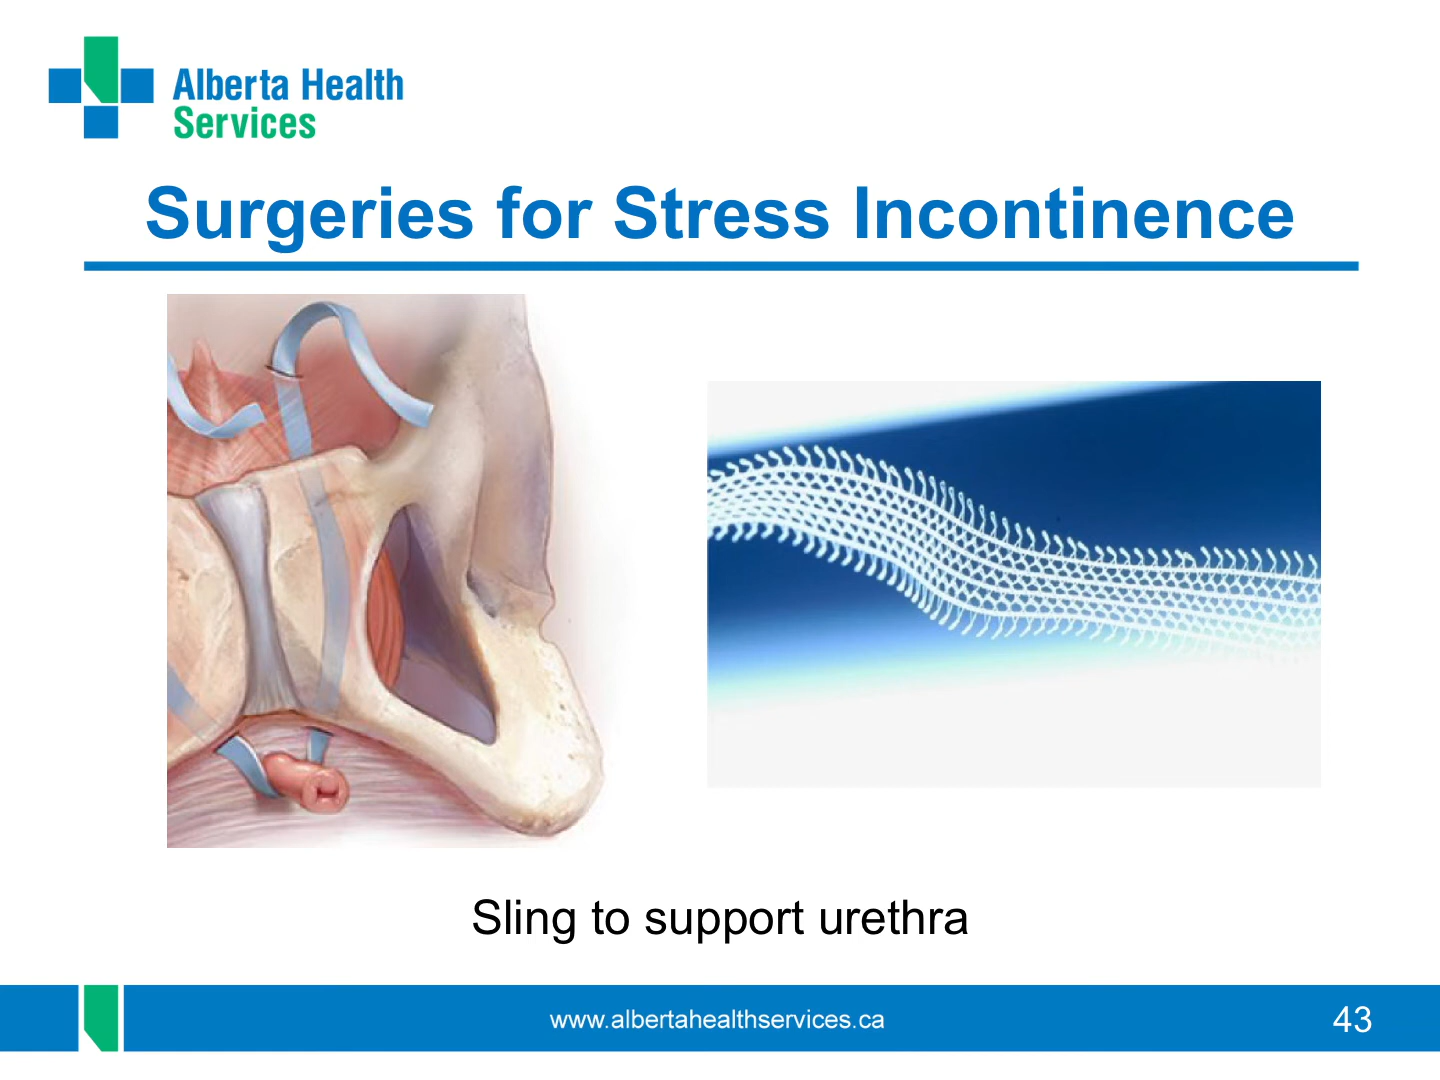 Alberta Health
Services
Surgeries for Stress Incontinence
Sling to support urethra
www.albertahealthservices.ca
43